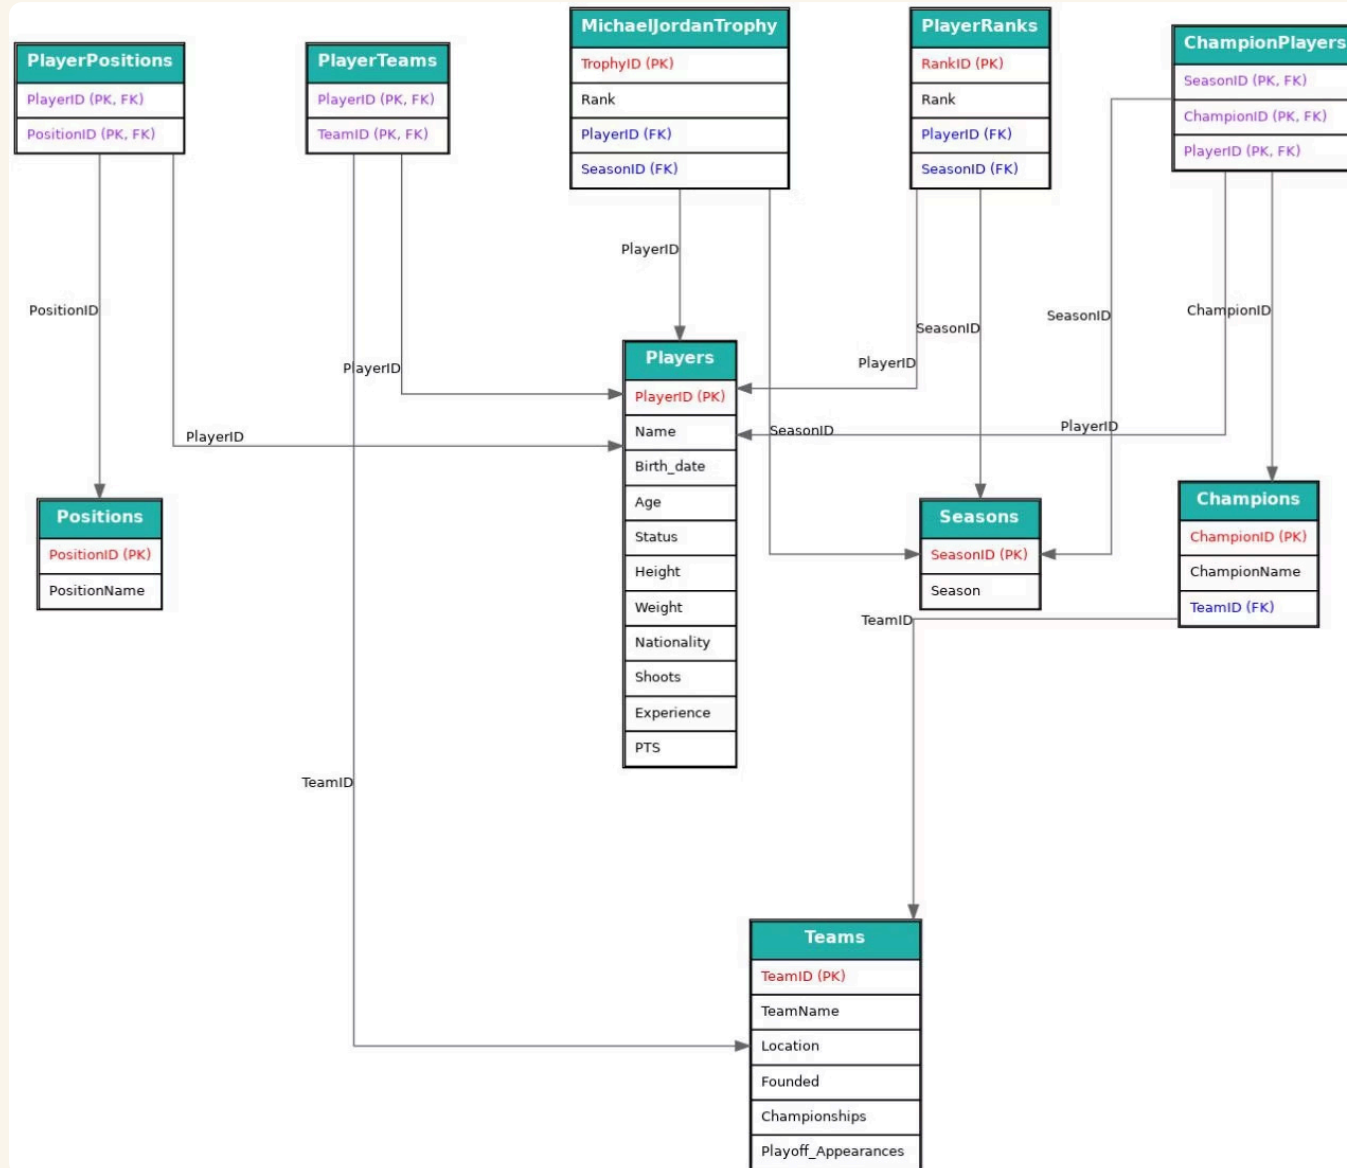 PlayerPositions
PlayerID (PK, FK)
PositionID (PK, FK)
PlayerTeams
PlayerID (PK, FK)
TeamID (PK, FK)
MichaelJordanTrophy
TrophyID (PK)
Rank
PlayerID (FK)
SeasonID (FK)
PlayerRanks
RankID (PK)
Rank
PlayerID (FK)
SeasonID (FK)
ChampionPlayers
SeasonID (PK, FK)
ChampionID (PK, FK)
PlayerID (PK, FK)
PlayerID
PositionID
SeasonID
SeasonID
ChampionID
PlayerID
PlayerID
PlayerID
SeasonID
PlayerID
Players
PlayerID (PK)
Name
Birth_date
Age
Status
Height
Weight
Nationality
Shoots
Experience
PTS
Positions
PositionID (PK)
PositionName
Seasons
SeasonID (PK)
Season
Champions
ChampionID (PK)
ChampionName
TeamID (FK)
TeamID
TeamID
Teams
TeamID (PK)
TeamName
Location
Founded
Championships
Playoff_Appearances